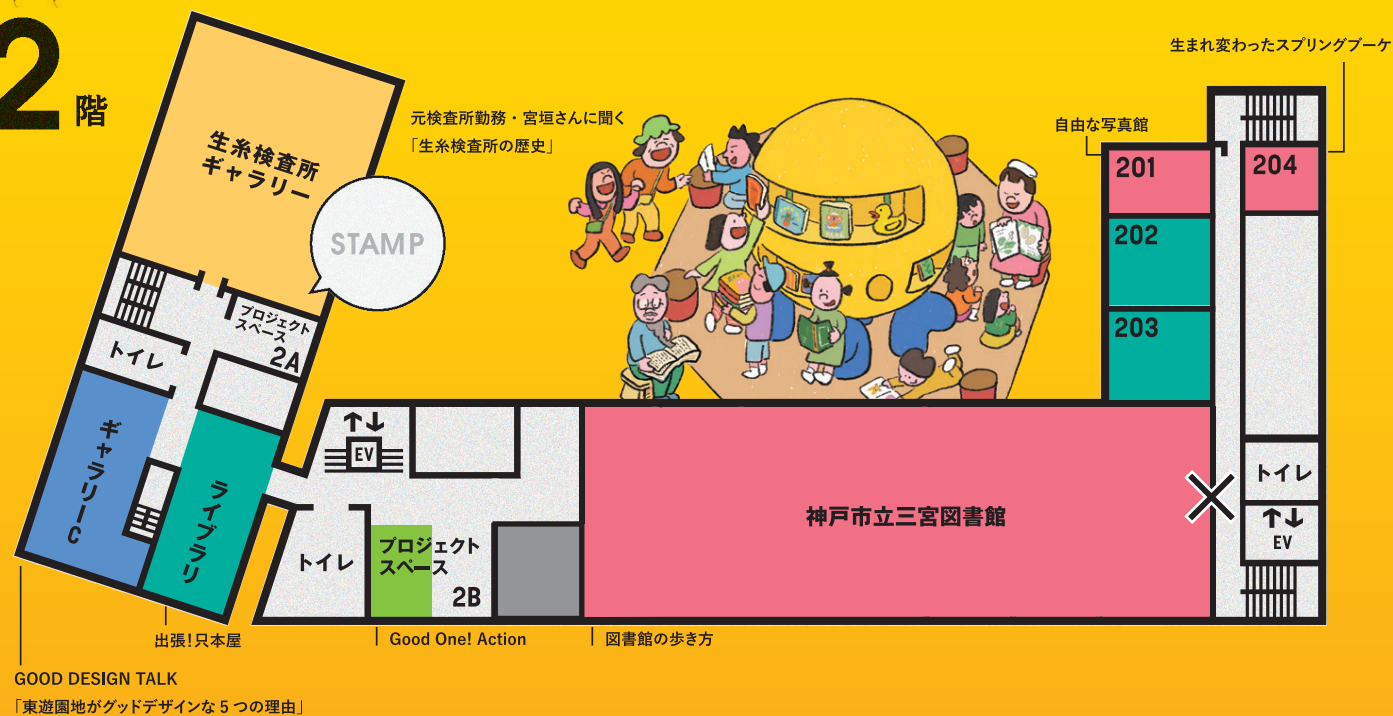 2階
生まれ変わったスプリングブーケ
元検査所勤務・宮垣さんに聞く
「生糸検査所の歴史」
自由な写真館
生糸検査所
ギャラリー
STAMP
201
204
202
203
プロジェクト
スペース
2A
トイレ
ギャラリーC
ライブラリ
EV
トイレ
プロジェクト
スペース
2B
神戸市立三宮図書館
トイレ
EV
出張!只本屋
Good One! Action
図書館の歩き方
GOOD DESIGN TALK
「東遊園地がグッドデザインな5つの理由」